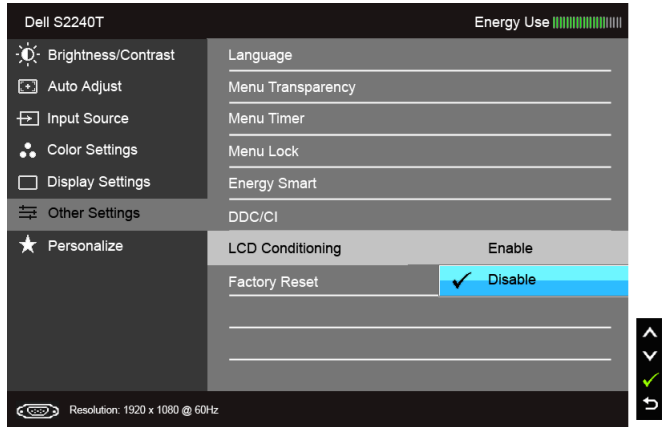 Dell S2240T
Energy Use
Brightness/Contrast
Auto Adjust
Input Source
Color Settings
Display Settings
Other Settings
Personalize
Language
Menu Transparency
Menu Timer
Menu Lock
Energy Smart
DDC/CI
LCD Conditioning
Enable
Factory Reset
Disable
Resolution: 1920 x 1080 @ 60Hz